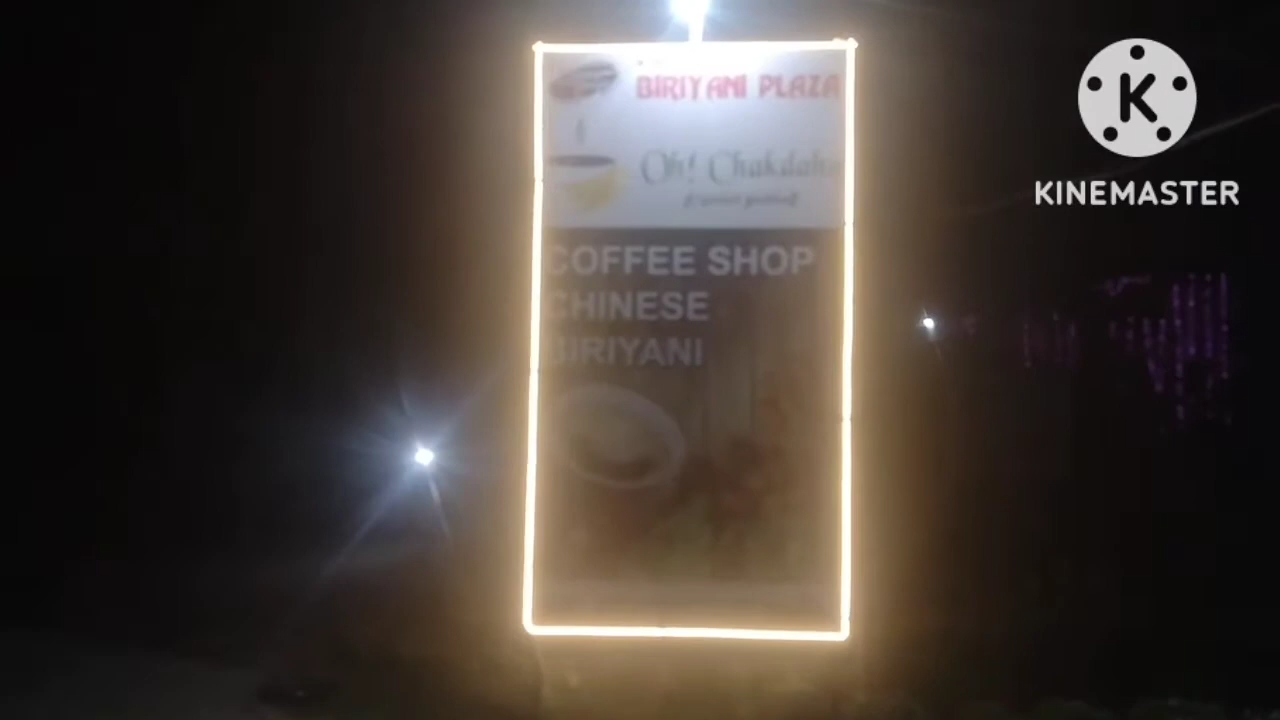 BIRIYANI PLAZA
Oh! Chakdaha
COFFEE SHOP
CHINESE
BIRIYANI
K
KINEMASTER